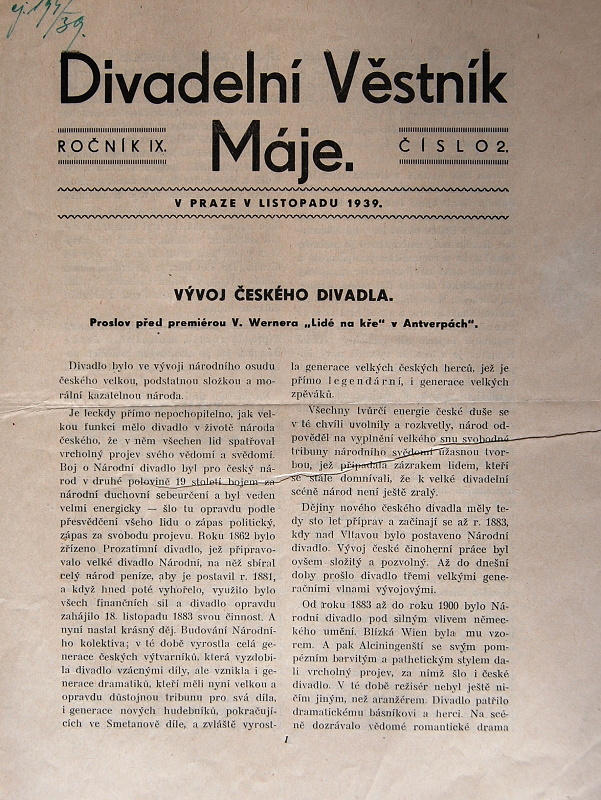 Divadelní Věstník
Máje.
ROČNÍK IX.
ČÍSLO 2.
V PRAZE V LISTOPADU 1939.
VÝVOJ ČESKÉHO DIVADLA.
Proslov před premiérou V. Wernera „Lidé na kře" v Antverpách".
Divadlo bylo ve vývoji národního osudu
českého velkou, podstatnou složkou a mo-
rální kazatelnou národa.
Je leckdy přímo nepochopitelno, jak vel-
kou funkci mělo divadlo v životě národa
českého, že v něm všechen lid spatřoval
vrcholný projev svého vědomí a svědomí.
Boj o Národní divadlo byl pro český ná-
rod v druhé polovině 19 století bojem za
národní duchovní sebeurčení a byl veden
velmi energicky — šlo tu opravdu podle
přesvědčení všeho lidu o zápas politický,
zápas za svobodu projevu. Roku 1862 bylo
zřízeno Prozatímní divadlo, jež připravo-
valo velké divadlo Národní, na něž sbíral
celý národ peníze, aby je postavil r. 1881,
a když hned poté vyhořelo, využilo bylo
všech finančních sil a divadlo opravdu
zahájilo 18. listopadu 1883 svou činnost. A
nyní nastal krásný děj. Budování Národní-
ho kolektiva; v té době vyrostla celá ge-
nerace českých výtvarníků, která vyzdobi-
la divadlo vzácnými díly, ale vznikla i ge-
nerace dramatiků, kteří měli nyní velkou a
opravdu důstojnou tribunu pro svá díla,
i generace nových hudebníků, pokračují-
cích ve Smetanově díle, a zvláště vyrost-
la generace velkých českých herců, jež je
přímo legendární, i generace velkých
zpěváků.
Všechny tvůrčí energie české duše se
v té chvíli uvolnily a rozkvetly, národ od-
pověděl na vyplnění velkého snu svobodné
tribuny národního svědomí úžasnou tvor-
bou, jež připadala zázrakem lidem, kteří
se stále domnívali, že k velké divadelní
scéně národ není ještě zralý.
Dějiny nového českého divadla měly te-
dy sto let příprav a začínají se až r. 1883,
kdy nad Vltavou bylo postaveno Národní
divadlo. Vývoj české činoherní práce byl
ovšem složitý a pozvolný. Až do dnešní
doby prošlo divadlo třemi velkými gene-
račními vlnami vývojovými.
Od roku 1883 až do roku 1900 bylo Ná-
rodní divadlo pod silným vlivem němec-
kého umění. Blízká Wien byla mu vzo-
rem. A pak Alciningenští se svým pom-
pézním barvitým a pathetickým stylem da-
li vrcholný projev, za nímž šlo i české
divadlo. V té době režisér nebyl ještě ni-
čím jiným, než aranžérem. Divadlo patřilo
dramatickému básníkovi a herci. Na scé-
ně dozrávalo vědomé romantické drama
1